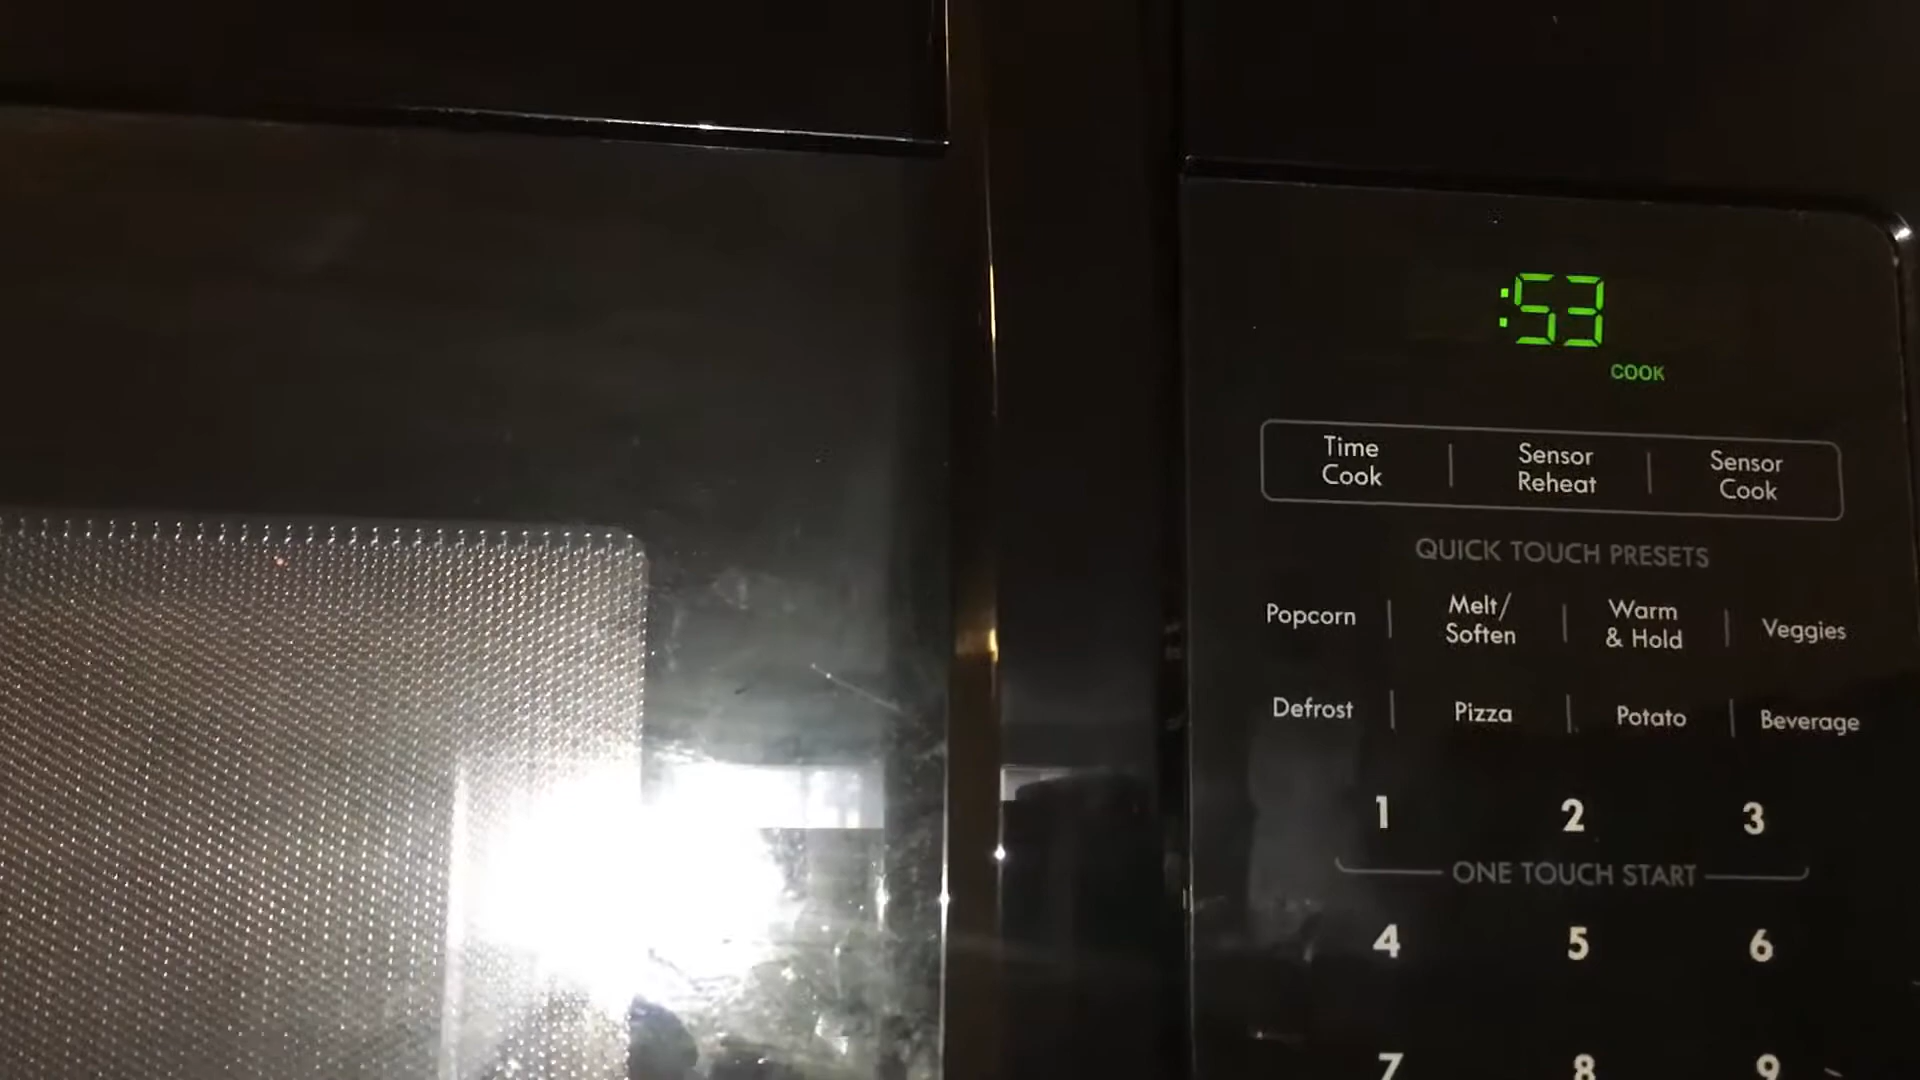 :53
COOK
Time Cook
Sensor Reheat
Sensor Cook
QUICK TOUCH PRESETS
Popcorn
Melt/ Soften
Warm & Hold
Veggies
Defrost
Pizza
Potato
Beverage
1 2 3
ONE TOUCH START
4 5 6
7 8 9